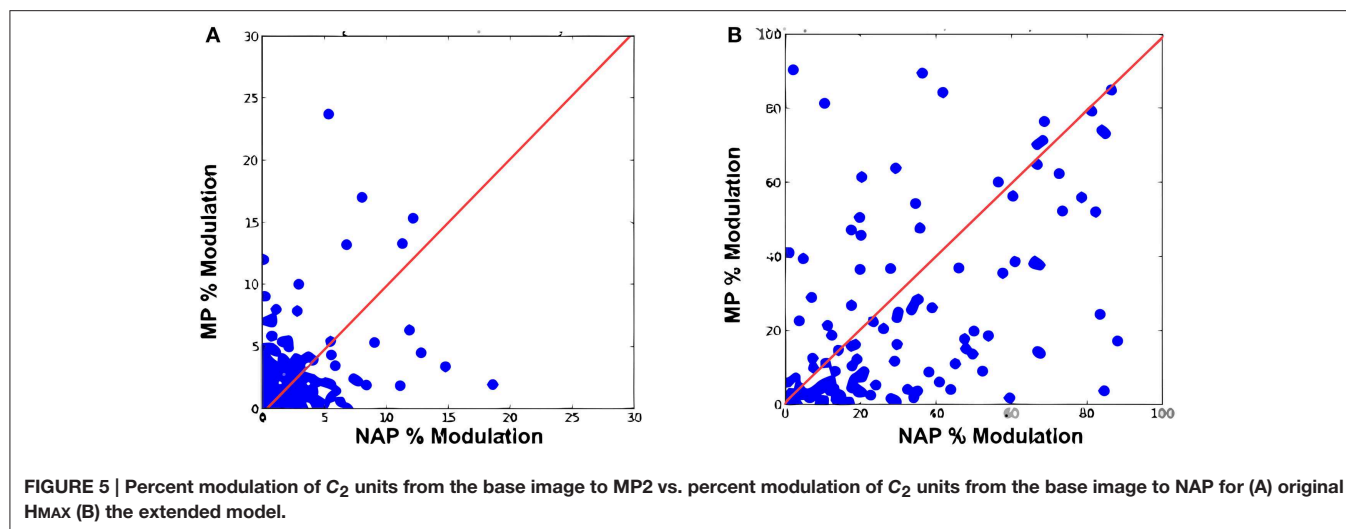 A
30
25
20
15
10
5
0
MP % Modulation
0 5 10 15 20 25 30
NAP % Modulation
B
100
80
60
40
20
0
MP % Modulation
0 20 40 60 80 100
NAP % Modulation
FIGURE 5 | Percent modulation of C2 units from the base image to MP2 vs. percent modulation of C2 units from the base image to NAP for (A) original
HMAX (B) the extended model.